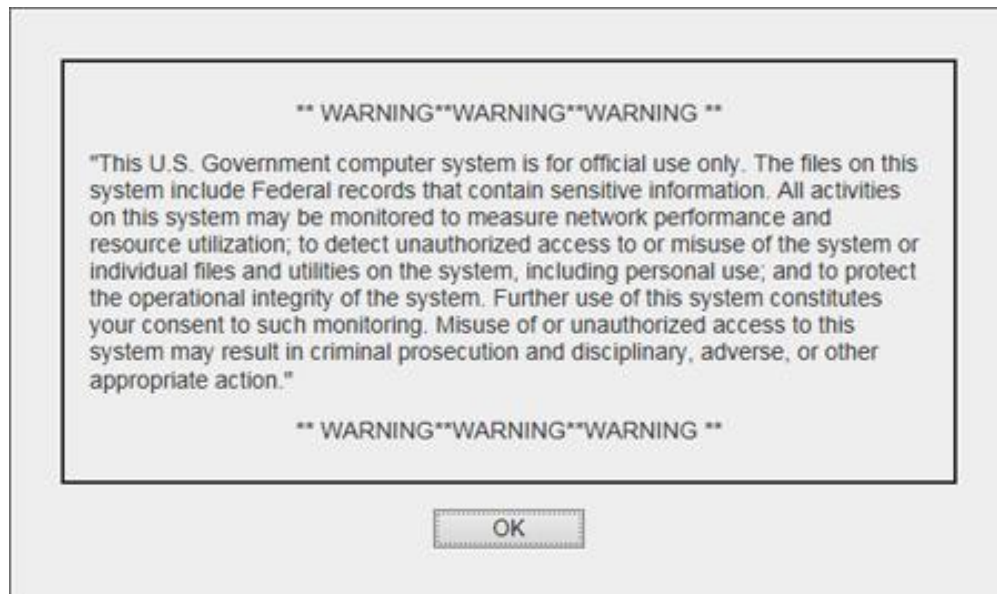 ** WARNING**WARNING**WARNING **
"This U.S. Government computer system is for official use only. The files on this
system include Federal records that contain sensitive information. All activities
on this system may be monitored to measure network performance and
resource utilization; to detect unauthorized access to or misuse of the system or
individual files and utilities on the system, including personal use; and to protect
the operational integrity of the system. Further use of this system constitutes
your consent to such monitoring. Misuse of or unauthorized access to this
system may result in criminal prosecution and disciplinary, adverse, or other
appropriate action."
** WARNING**WARNING**WARNING **
OK